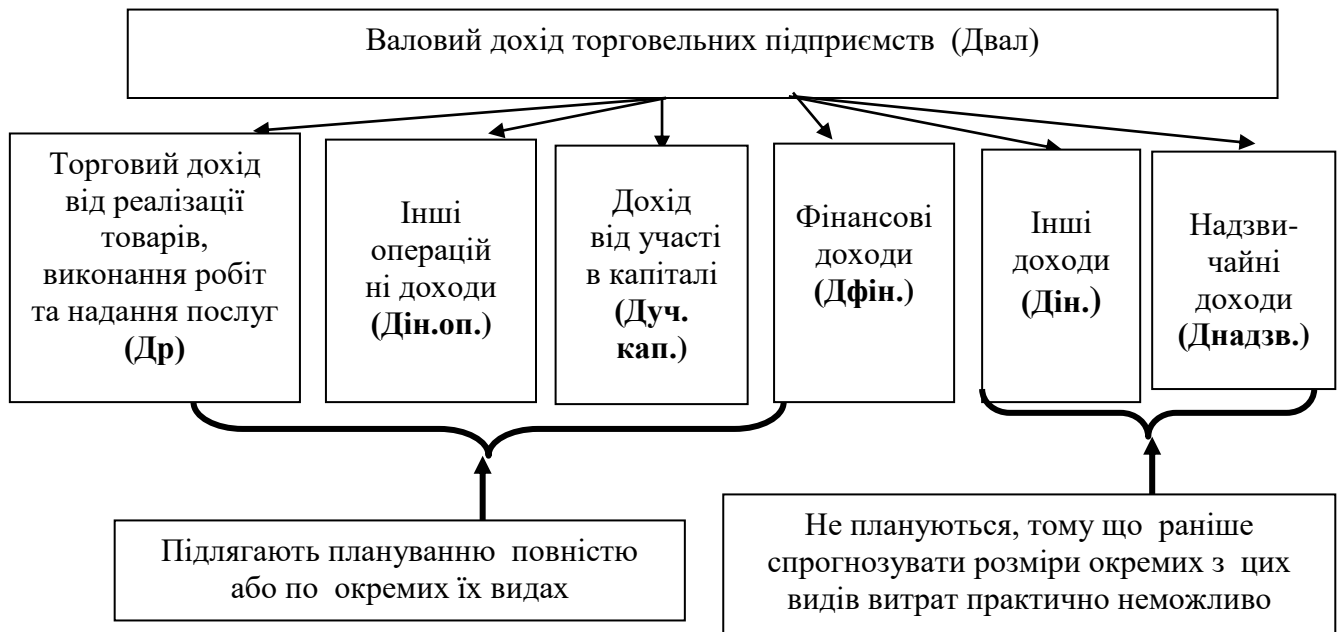 Валовий дохід торговельних підприємств (Двал)
Торговий дохід
від реалізації
товарів,
виконання робіт
та надання послуг
(Др)
Інші
операцій
ні доходи
(Дін.оп.)
Дохід
від участі
в капіталі
(Дуч.
кап.)
Фінансові
доходи
(Дфін.)
Інші
доходи
(Дін.)
Надзви-
чайні
доходи
(Днадзв.)
Підлягають плануванню повністю
або по окремих їх видах
Не плануються, тому що раніше
спрогнозувати розміри окремих з цих
видів витрат практично неможливо